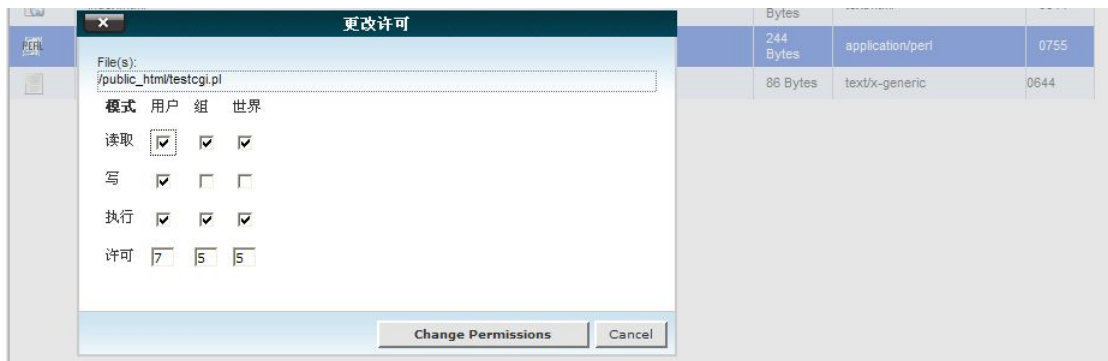 更改许可
Bytes
PERL
244 Bytes
application/perl
0755
86 Bytes
text/x-generic
0644
File(s):
/public_html/testcgi.pl
模式 用户 组 世界
读取
写
执行
许可 7 5 5
Change Permissions
Cancel